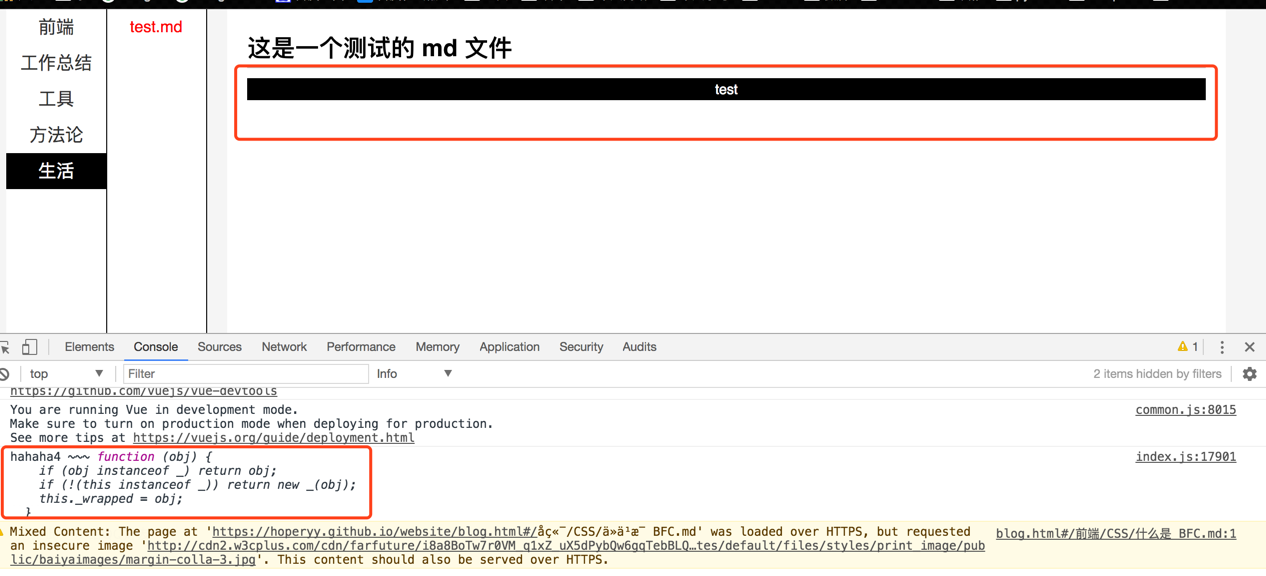 前端
工作总结
工具
方法论
生活
test.md
这是一个测试的 md 文件
test
Elements Console Sources Network Performance Memory Application Security Audits 1
top Filter Info 2 items hidden by filters
https://github.com/vuejs/vue-devtools
You are running Vue in development mode. common.js:8015
Make sure to turn on production mode when deploying for production.
See more tips at https://vuejs.org/guide/deployment.html
hahaha4 ~~~ function (obj) { index.js:17901
if (obj instanceof _) return obj;
if (!(this instanceof _)) return new _(obj);
this._wrapped = obj;
}
Mixed Content: The page at 'https://hoperyy.github.io/website/blog.html#/å端/CSS/ä»ä¹æ¯ BFC.md' was loaded over HTTPS, but requested blog.html#/前端/CSS/什么是 BFC.md:1
an insecure image 'http://cdn2.w3cplus.com/cdn/farfuture/i8a8BoTw7r0VM_q1xZ_uX5dPybQw6gqTebBLQ…tes/default/files/styles/print_image/pu
lic/baiyaimages/margin-colla-3.jpg'. This content should also be served over HTTPS.